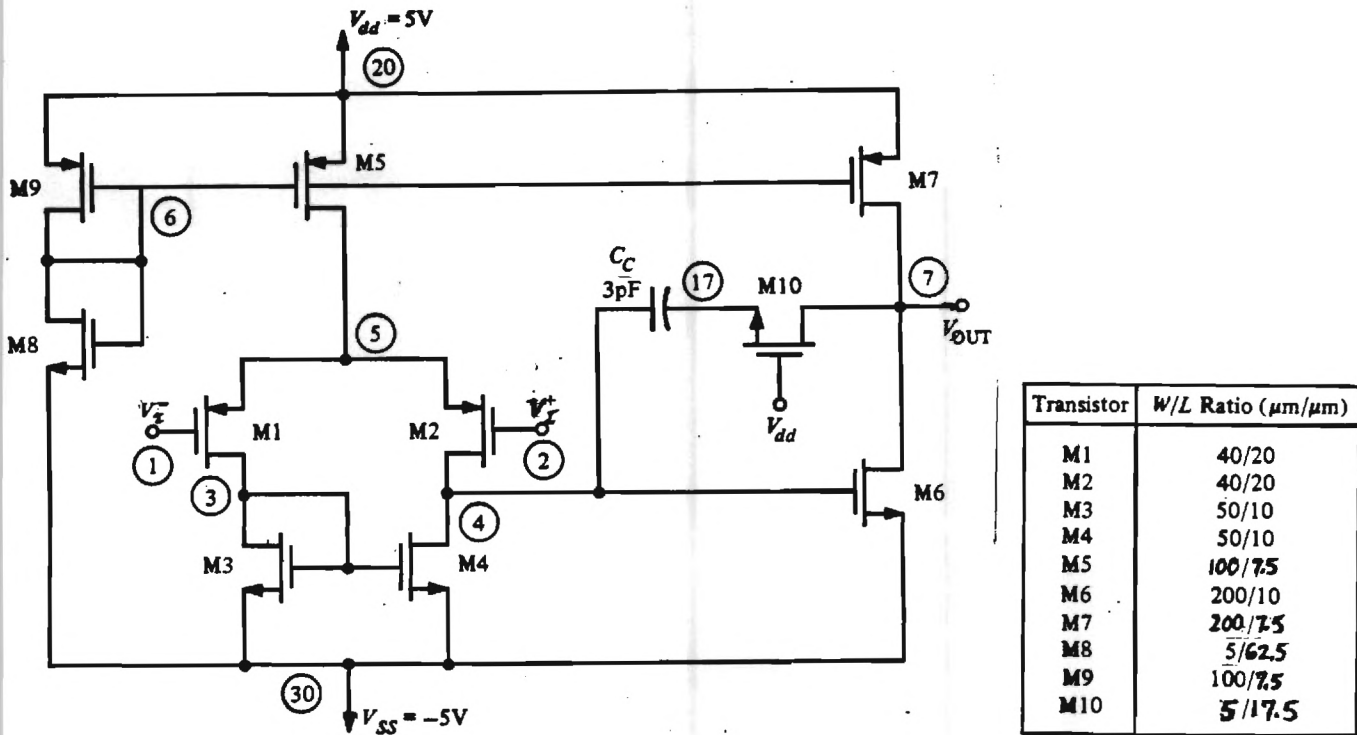 V_dd = 5V
20
M5
M9
M7
6
C_C
3pF
17
M10
7
V_OUT
M8
5
V_I^-
M1
M2
V_I^+
V_dd
1
2
3
4
M6
M3
M4
30
V_SS = -5V
Transistor W/L Ratio (μm/μm)
M1 40/20
M2 40/20
M3 50/10
M4 50/10
M5 100/7.5
M6 200/10
M7 200/7.5
M8 5/62.5
M9 100/7.5
M10 5/17.5